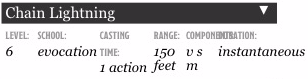 Chain Lightning ▼
LEVEL: SCHOOL: CASTING TIME: RANGE: COMPONENTS: DURATION:
6 evocation 1 action 150 feet v s m instantaneous